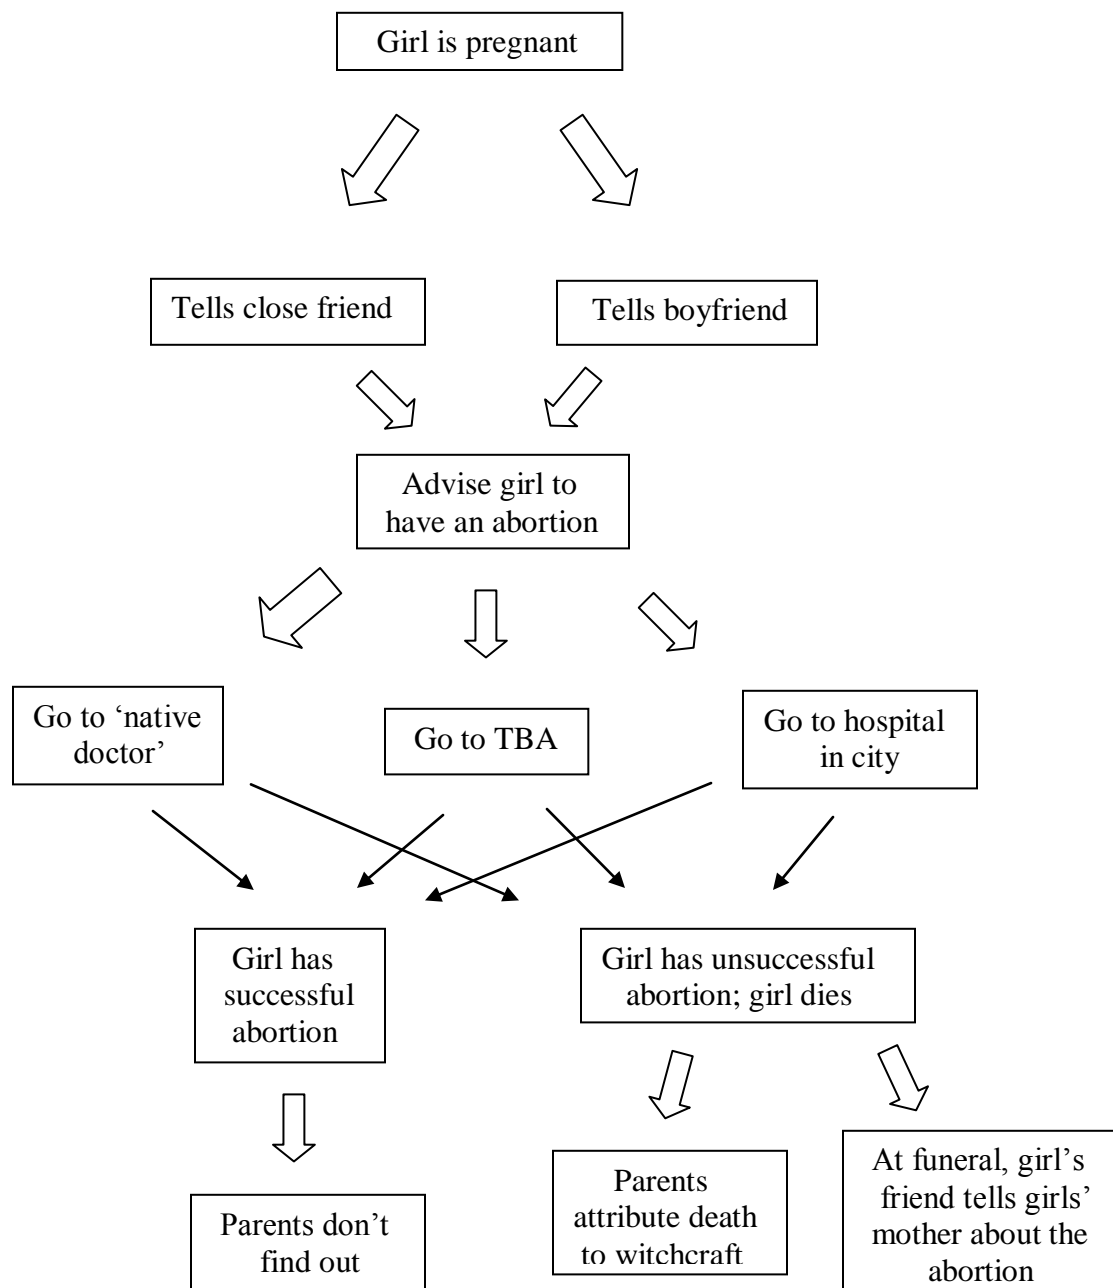 Girl is pregnant
Tells close friend
Tells boyfriend
Advise girl to
have an abortion
Go to ‘native
doctor’
Go to TBA
Go to hospital
in city
Girl has
successful
abortion
Girl has unsuccessful
abortion; girl dies
Parents don’t
find out
Parents
attribute death
to witchcraft
At funeral, girl’s
friend tells girls’
mother about the
abortion